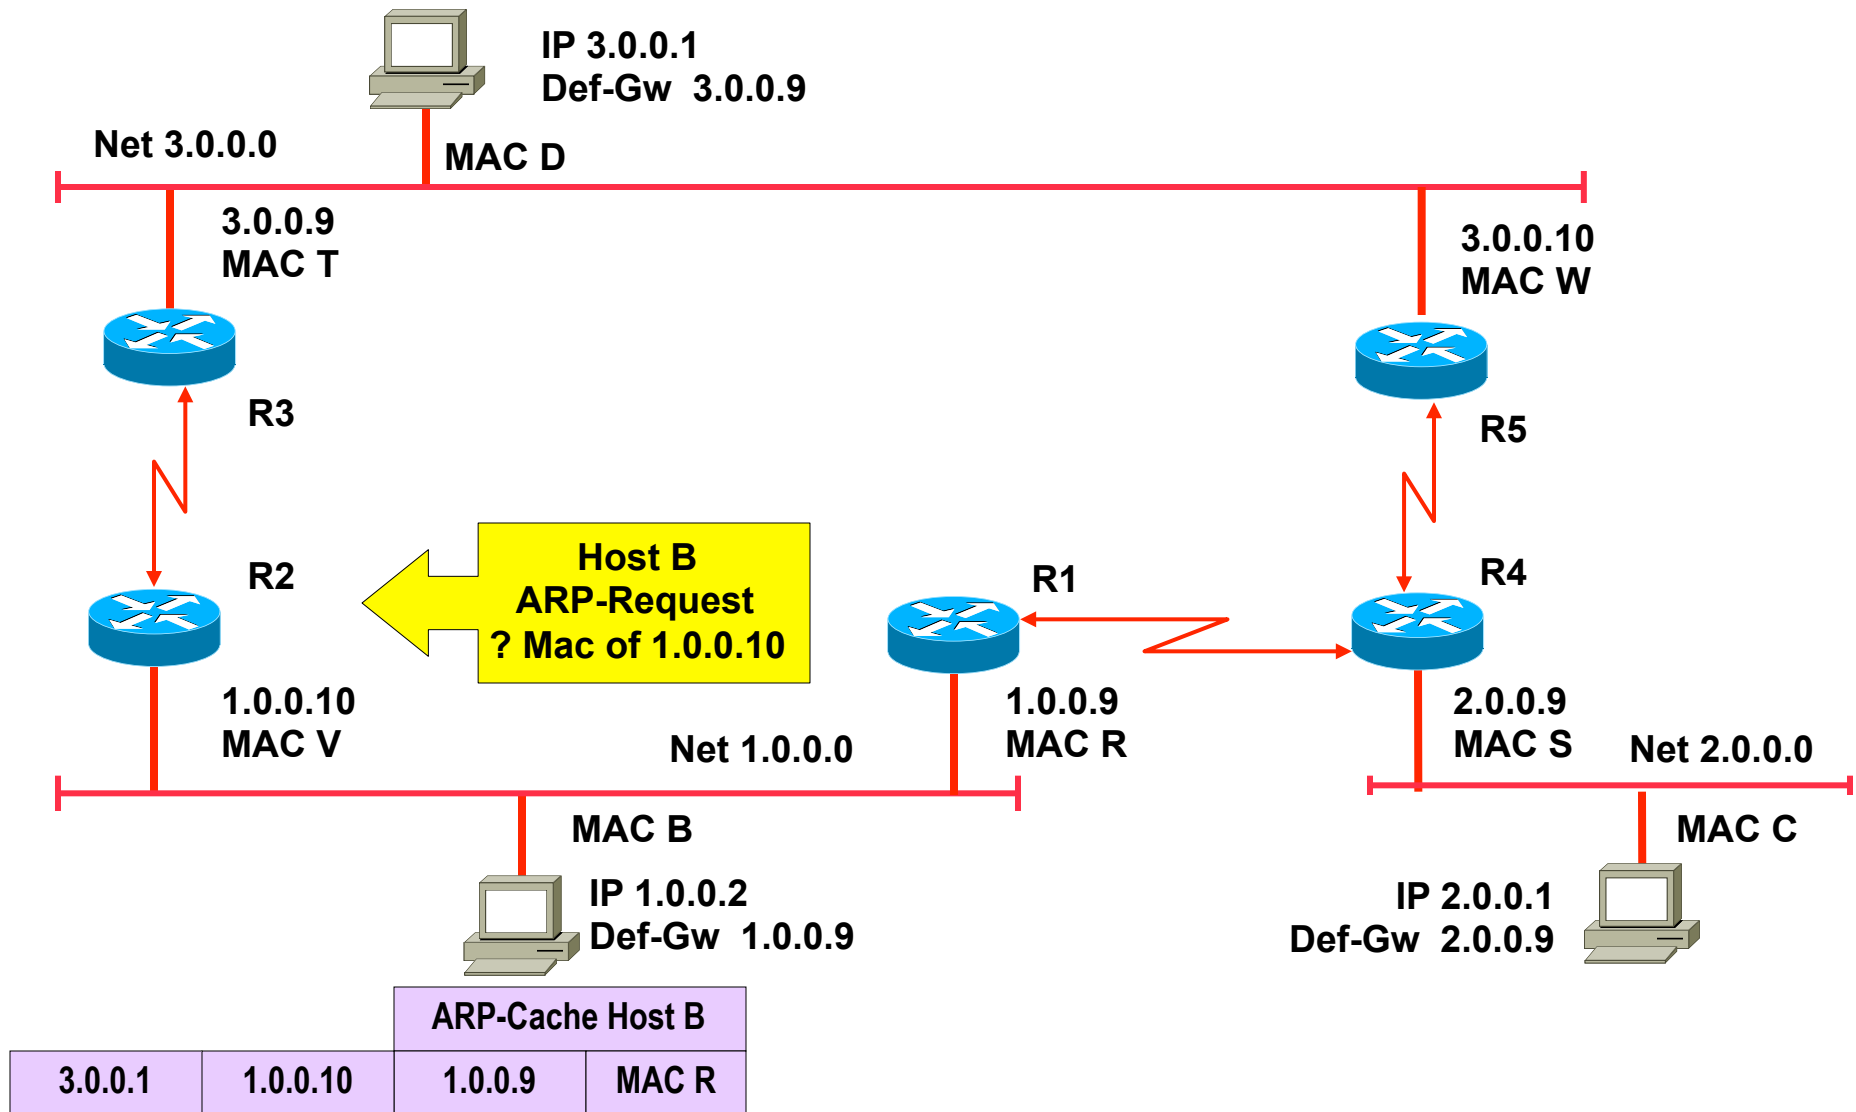 IP 3.0.0.1
Def-Gw 3.0.0.9
Net 3.0.0.0
MAC D
3.0.0.9
MAC T
3.0.0.10
MAC W
R3
R5
R2
Host B
ARP-Request
? Mac of 1.0.0.10
R1
R4
1.0.0.10
MAC V
Net 1.0.0.0
1.0.0.9
MAC R
2.0.0.9
MAC S
Net 2.0.0.0
MAC B
MAC C
IP 1.0.0.2
Def-Gw 1.0.0.9
IP 2.0.0.1
Def-Gw 2.0.0.9
ARP-Cache Host B
3.0.0.1 1.0.0.10 1.0.0.9 MAC R